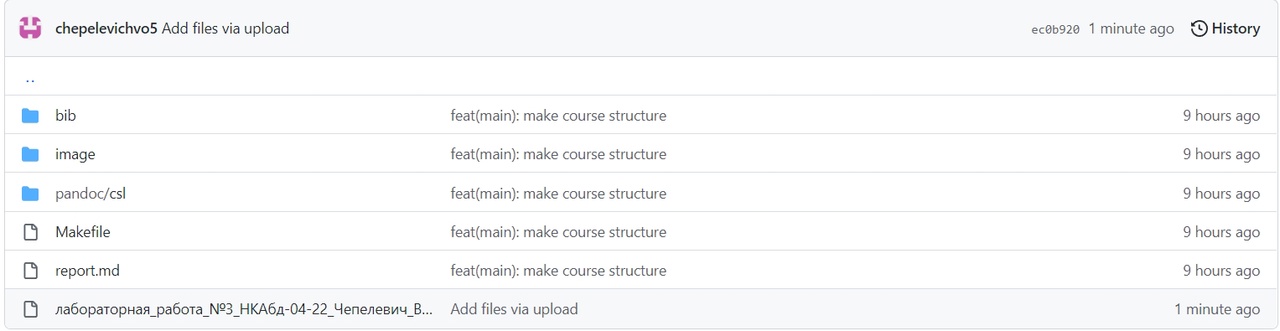 chepelevichvo5 Add files via upload ec0b920 1 minute ago History
..
bib feat(main): make course structure 9 hours ago
image feat(main): make course structure 9 hours ago
pandoc/csl feat(main): make course structure 9 hours ago
Makefile feat(main): make course structure 9 hours ago
report.md feat(main): make course structure 9 hours ago
лабораторная_работа_№3_НКАбд-04-22_Чепелевич_В... Add files via upload 1 minute ago